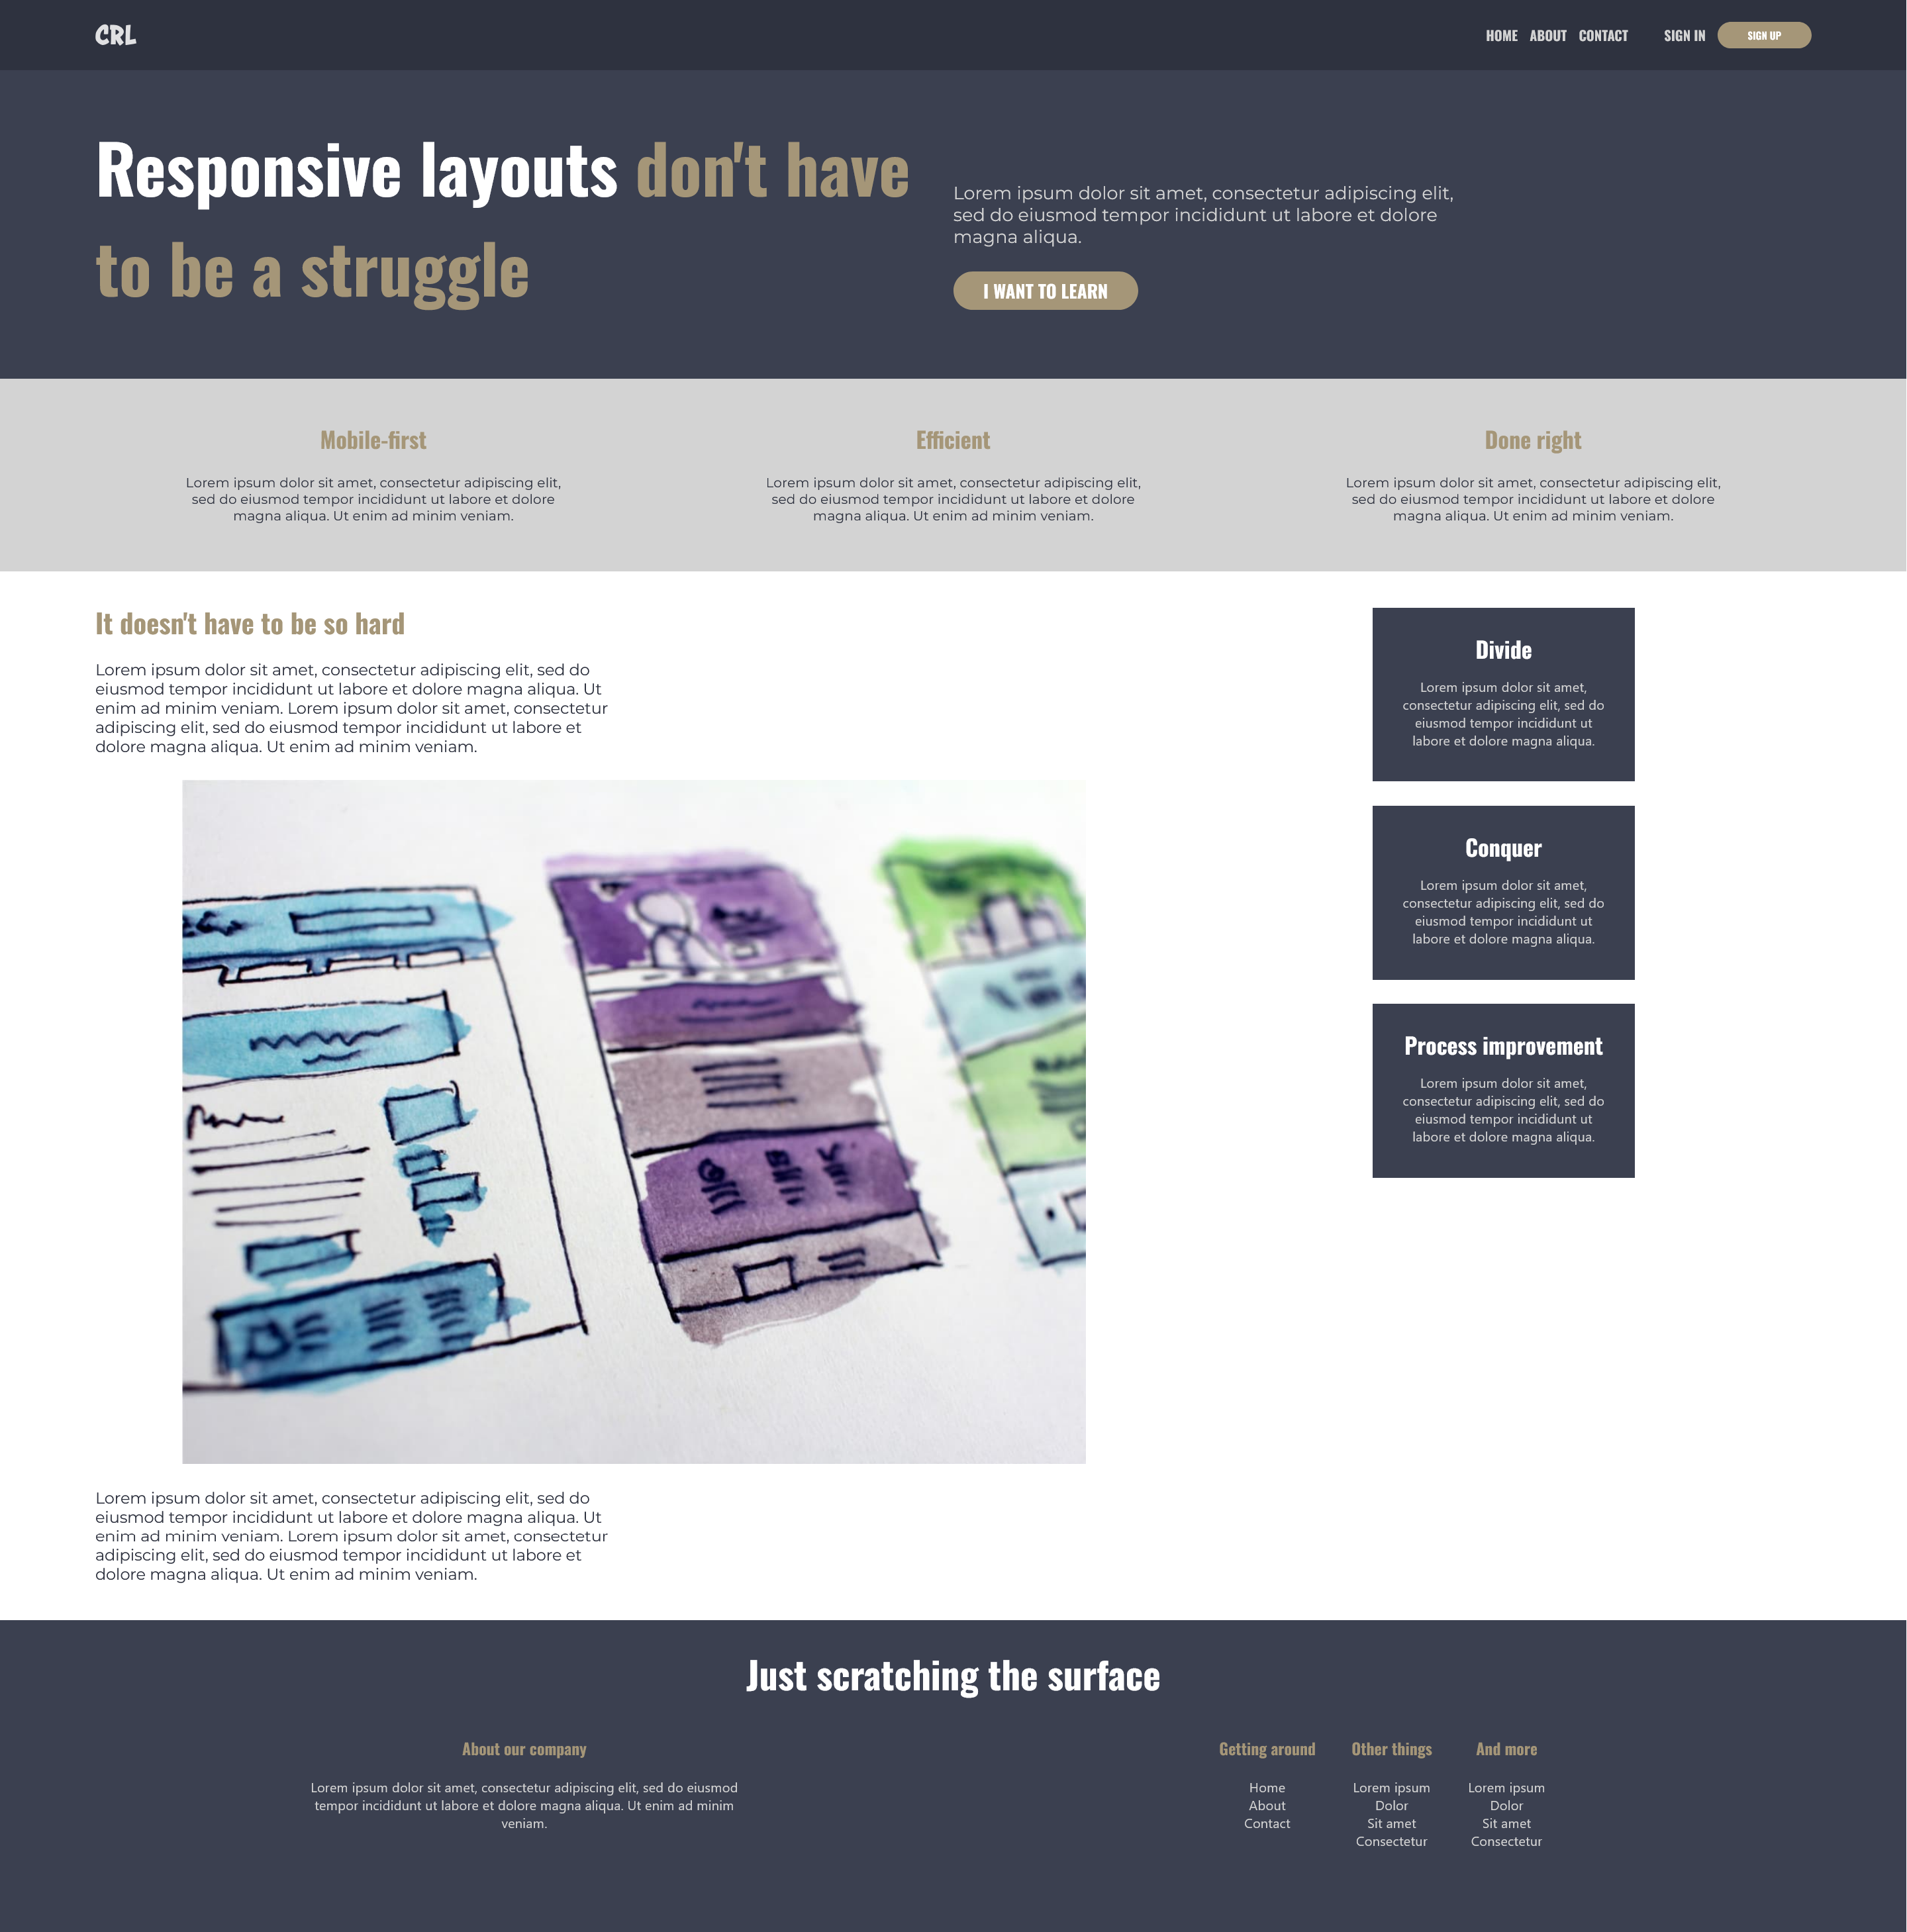 CRL
HOME ABOUT CONTACT SIGN IN SIGN UP
Responsive layouts don't have
to be a struggle
Lorem ipsum dolor sit amet, consectetur adipiscing elit,
sed do eiusmod tempor incididunt ut labore et dolore
magna aliqua.
I WANT TO LEARN
Mobile-first
Lorem ipsum dolor sit amet, consectetur adipiscing elit,
sed do eiusmod tempor incididunt ut labore et dolore
magna aliqua. Ut enim ad minim veniam.
Efficient
Lorem ipsum dolor sit amet, consectetur adipiscing elit,
sed do eiusmod tempor incididunt ut labore et dolore
magna aliqua. Ut enim ad minim veniam.
Done right
Lorem ipsum dolor sit amet, consectetur adipiscing elit,
sed do eiusmod tempor incididunt ut labore et dolore
magna aliqua. Ut enim ad minim veniam.
It doesn't have to be so hard
Lorem ipsum dolor sit amet, consectetur adipiscing elit, sed do
eiusmod tempor incididunt ut labore et dolore magna aliqua. Ut
enim ad minim veniam. Lorem ipsum dolor sit amet, consectetur
adipiscing elit, sed do eiusmod tempor incididunt ut labore et
dolore magna aliqua. Ut enim ad minim veniam.
Lorem ipsum dolor sit amet, consectetur adipiscing elit, sed do
eiusmod tempor incididunt ut labore et dolore magna aliqua. Ut
enim ad minim veniam. Lorem ipsum dolor sit amet, consectetur
adipiscing elit, sed do eiusmod tempor incididunt ut labore et
dolore magna aliqua. Ut enim ad minim veniam.
Divide
Lorem ipsum dolor sit amet,
consectetur adipiscing elit, sed do
eiusmod tempor incididunt ut
labore et dolore magna aliqua.
Conquer
Lorem ipsum dolor sit amet,
consectetur adipiscing elit, sed do
eiusmod tempor incididunt ut
labore et dolore magna aliqua.
Process improvement
Lorem ipsum dolor sit amet,
consectetur adipiscing elit, sed do
eiusmod tempor incididunt ut
labore et dolore magna aliqua.
Just scratching the surface
About our company
Lorem ipsum dolor sit amet, consectetur adipiscing elit, sed do eiusmod
tempor incididunt ut labore et dolore magna aliqua. Ut enim ad minim
veniam.
Getting around
Home
About
Contact
Other things
Lorem ipsum
Dolor
Sit amet
Consectetur
And more
Lorem ipsum
Dolor
Sit amet
Consectetur